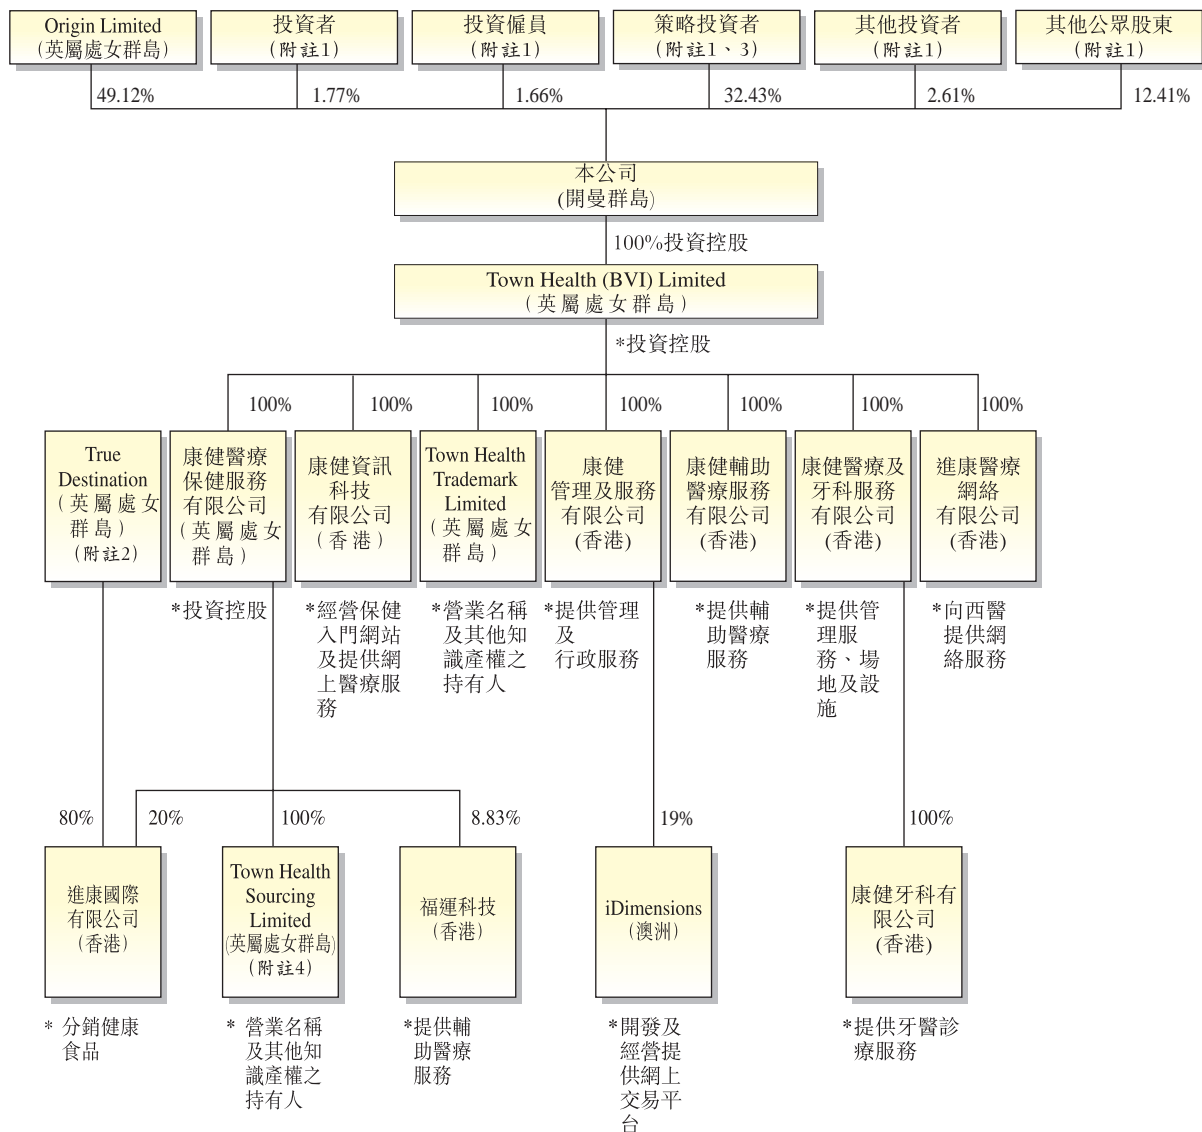 Origin Limited
(英屬處女群島)
投資者
(附註1)
投資僱員
(附註1)
策略投資者
(附註1、3)
其他投資者
(附註1)
其他公眾股東
(附註1)
49.12%
1.77%
1.66%
32.43%
2.61%
12.41%
本公司
(開曼群島)
100%投資控股
Town Health (BVI) Limited
(英屬處女群島)
*投資控股
100%
100%
100%
100%
100%
100%
100%
True
Destination
(英屬處女
群島)
(附註2)
康健醫療
保健服務
有限公司
(英屬處女
群島)
康健資訊
科技
有限公司
(香港)
Town Health
Trademark
Limited
(英屬處女
群島)
康健
管理及服務
有限公司
(香港)
康健輔助
醫療服務
有限公司
(香港)
康健醫療及
牙科服務
有限公司
(香港)
進康醫療
網絡
有限公司
(香港)
*投資控股
*經營保健
入門網站
及提供網
上醫療服
務
*營業名稱
及其他知
識產權之
持有人
*提供管理
及
行政服務
*提供輔
助醫療
服務
*提供管
理服
務、場
地及設
施
*向西醫
提供網
絡服務
80%
20%
100%
8.83%
19%
100%
進康國際
有限公司
(香港)
Town Health
Sourcing
Limited
(英屬處女群島)
(附註4)
福運科技
(香港)
iDimensions
(澳洲)
康健牙科有
限公司
(香港)
* 分銷健康
食品
* 營業名稱
及其他知
識產權之
持有人
*提供輔
助醫療
服務
*開發及
經營提
供網上
交易平
台
*提供牙醫診
療服務